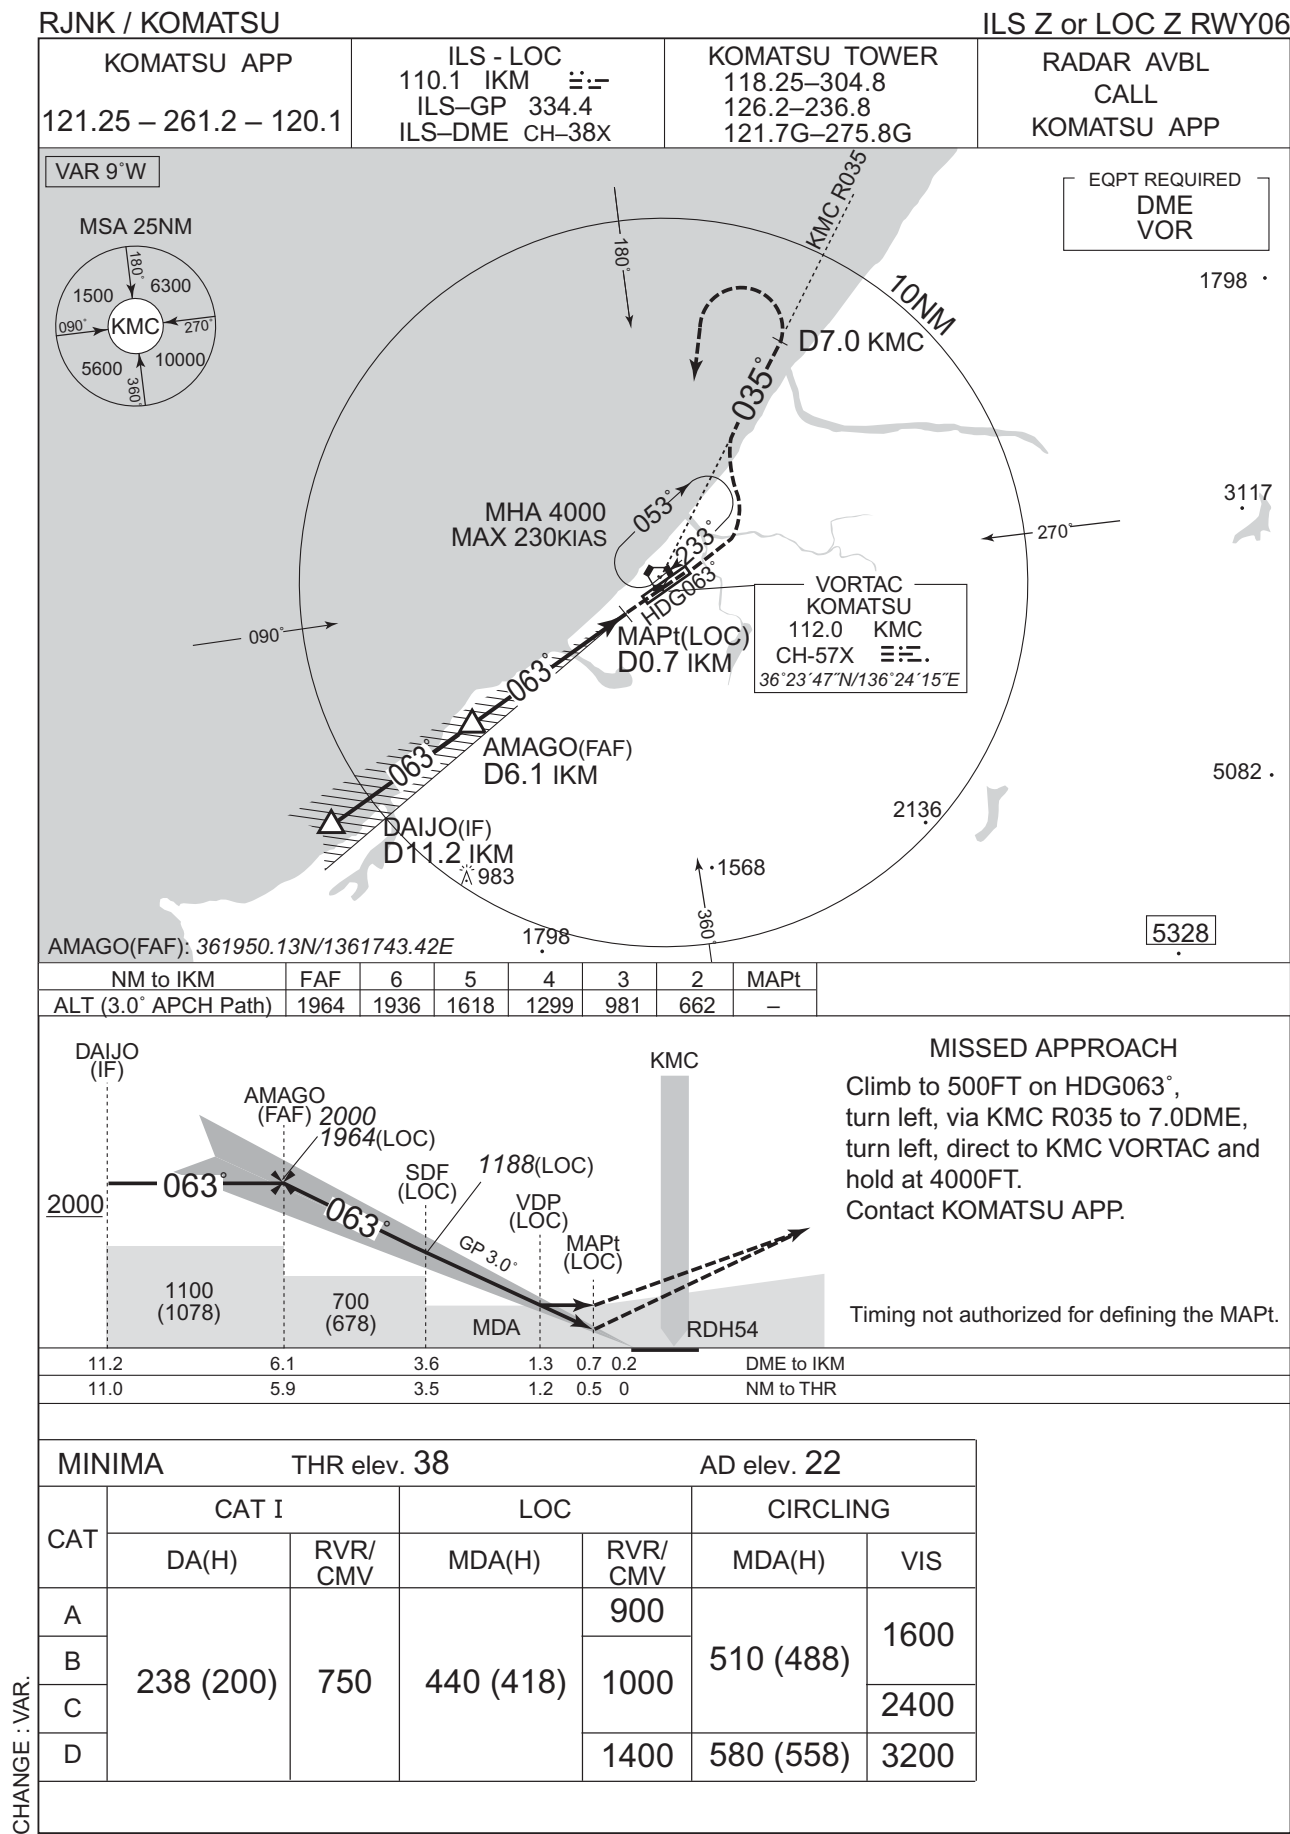 RJNK / KOMATSU
ILS Z or LOC Z RWY06
KOMATSU APP
121.25 – 261.2 – 120.1
ILS - LOC
110.1 IKM
ILS–GP 334.4
ILS–DME CH–38X
KOMATSU TOWER
118.25–304.8
126.2–236.8
121.7G–275.8G
RADAR AVBL
CALL
KOMATSU APP
VAR 9°W
MSA 25NM
180°
1500
6300
090°
KMC
270°
5600
10000
360°
EQPT REQUIRED
DME
VOR
KMC R035
180°
10NM
1798
D7.0 KMC
035°
3117
MHA 4000
MAX 230KIAS
053°
233°
270°
HDG063°
VORTAC
KOMATSU
112.0 KMC
CH-57X
36°23´47˝N/136°24´15˝E
090°
MAPt(LOC)
D0.7 IKM
063°
AMAGO(FAF)
D6.1 IKM
063°
5082
2136
DAIJO(IF)
D11.2 IKM
983
1568
360°
5328
1798
AMAGO(FAF): 361950.13N/1361743.42E
NM to IKM FAF 6 5 4 3 2 MAPt
ALT (3.0° APCH Path) 1964 1936 1618 1299 981 662 –
DAIJO
(IF)
AMAGO
(FAF)
2000
1964(LOC)
SDF
(LOC)
1188(LOC)
VDP
(LOC)
MAPt
(LOC)
KMC
063°
2000
063°
GP 3.0°
1100
(1078)
700
(678)
MDA
RDH54
MISSED APPROACH
Climb to 500FT on HDG063°,
turn left, via KMC R035 to 7.0DME,
turn left, direct to KMC VORTAC and
hold at 4000FT.
Contact KOMATSU APP.
Timing not authorized for defining the MAPt.
11.2 6.1 3.6 1.3 0.7 0.2 DME to IKM
11.0 5.9 3.5 1.2 0.5 0 NM to THR
MINIMA THR elev. 38 AD elev. 22
CAT
CAT I LOC CIRCLING
DA(H)
RVR/
CMV
MDA(H)
RVR/
CMV
MDA(H)
VIS
A
B
C
D
238 (200)
750
440 (418)
900
1000
1400
510 (488)
580 (558)
1600
2400
3200
CHANGE : VAR.